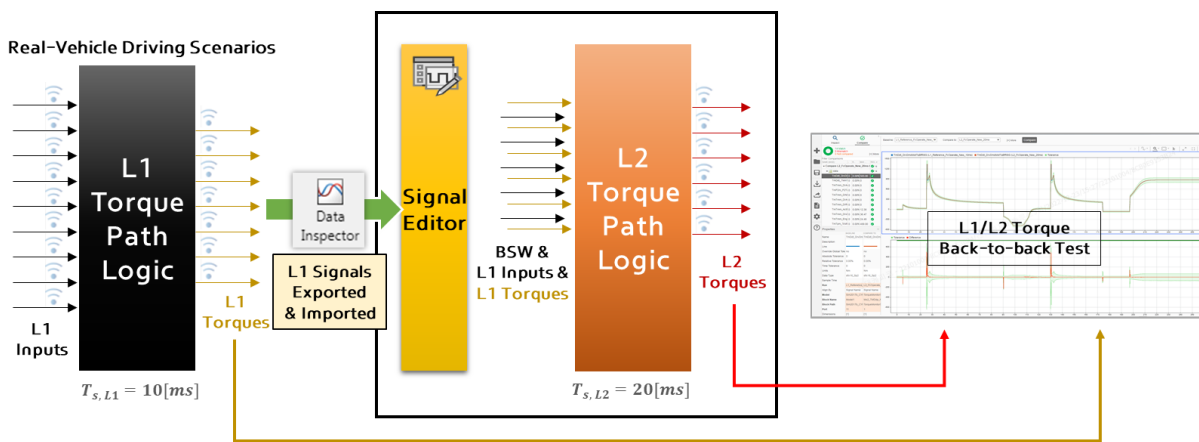 Real-Vehicle Driving Scenarios
L1
Torque
Path
Logic
L1
Inputs
L1
Torques
T_{s, L1} = 10[ms]
Data
Inspector
L1 Signals
Exported
& Imported
Signal
Editor
BSW &
L1 Inputs &
L1 Torques
L2
Torque
Path
Logic
L2
Torques
T_{s, L2} = 20[ms]
L1/L2 Torque
Back-to-back Test